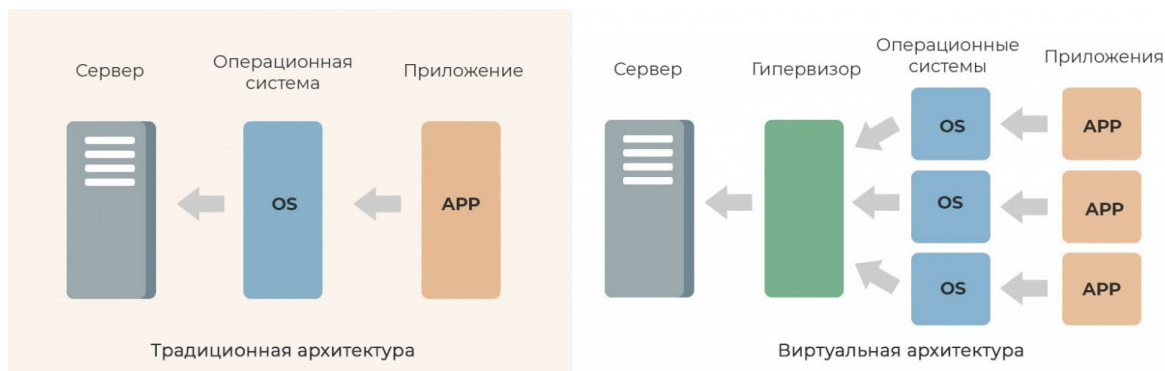 Сервер
Операционная
система
Приложение
OS
APP
Традиционная архитектура
Сервер
Гипервизор
Операционные
системы
Приложения
OS
APP
OS
APP
OS
APP
Виртуальная архитектура